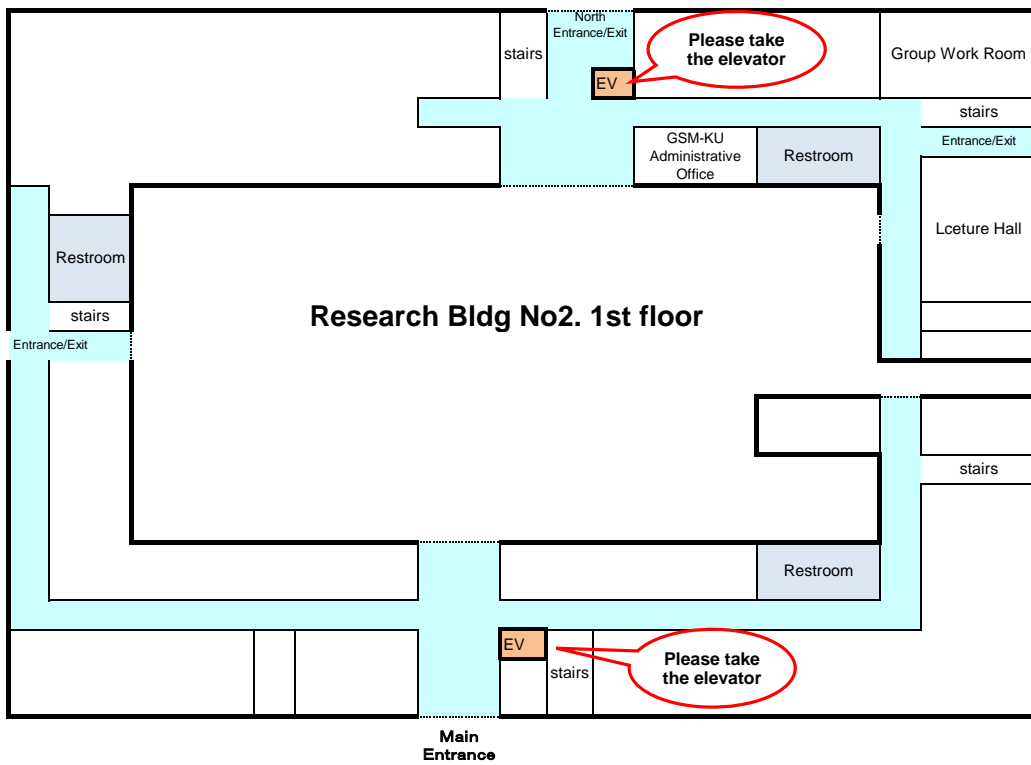 North
Entrance/Exit
stairs
Please take
the elevator
Group Work Room
EV
stairs
GSM-KU
Administrative
Office
Restroom
Entrance/Exit
Restroom
Lceture Hall
Research Bldg No2. 1st floor
stairs
Entrance/Exit
stairs
Restroom
EV
stairs
Please take
the elevator
Main
Entrance